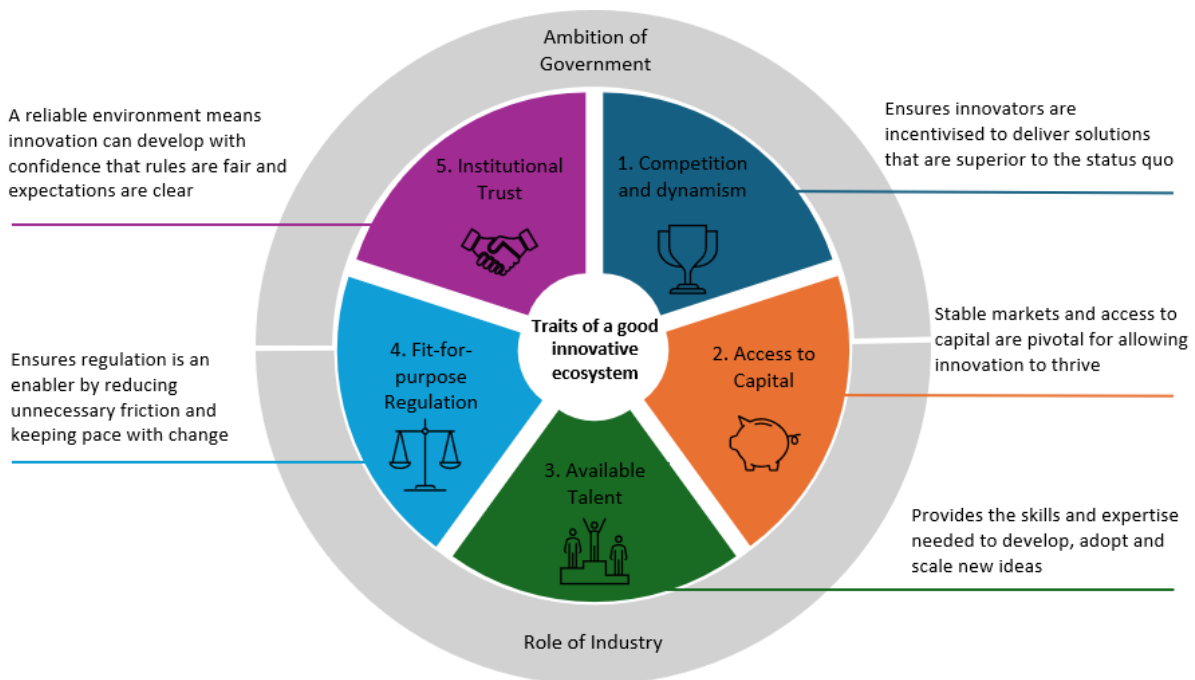 Ambition of
Government
A reliable environment means
innovation can develop with
confidence that rules are fair and
expectations are clear
Ensures innovators are
incentivised to deliver solutions
that are superior to the status quo
5. Institutional
Trust
1. Competition
and dynamism
Traits of a good
innovative
ecosystem
Stable markets and access to
capital are pivotal for allowing
innovation to thrive
2. Access to
Capital
Ensures regulation is an
enabler by reducing
unnecessary friction and
keeping pace with change
4. Fit-for-
purpose
Regulation
3. Available
Talent
Provides the skills and expertise
needed to develop, adopt and
scale new ideas
Role of Industry